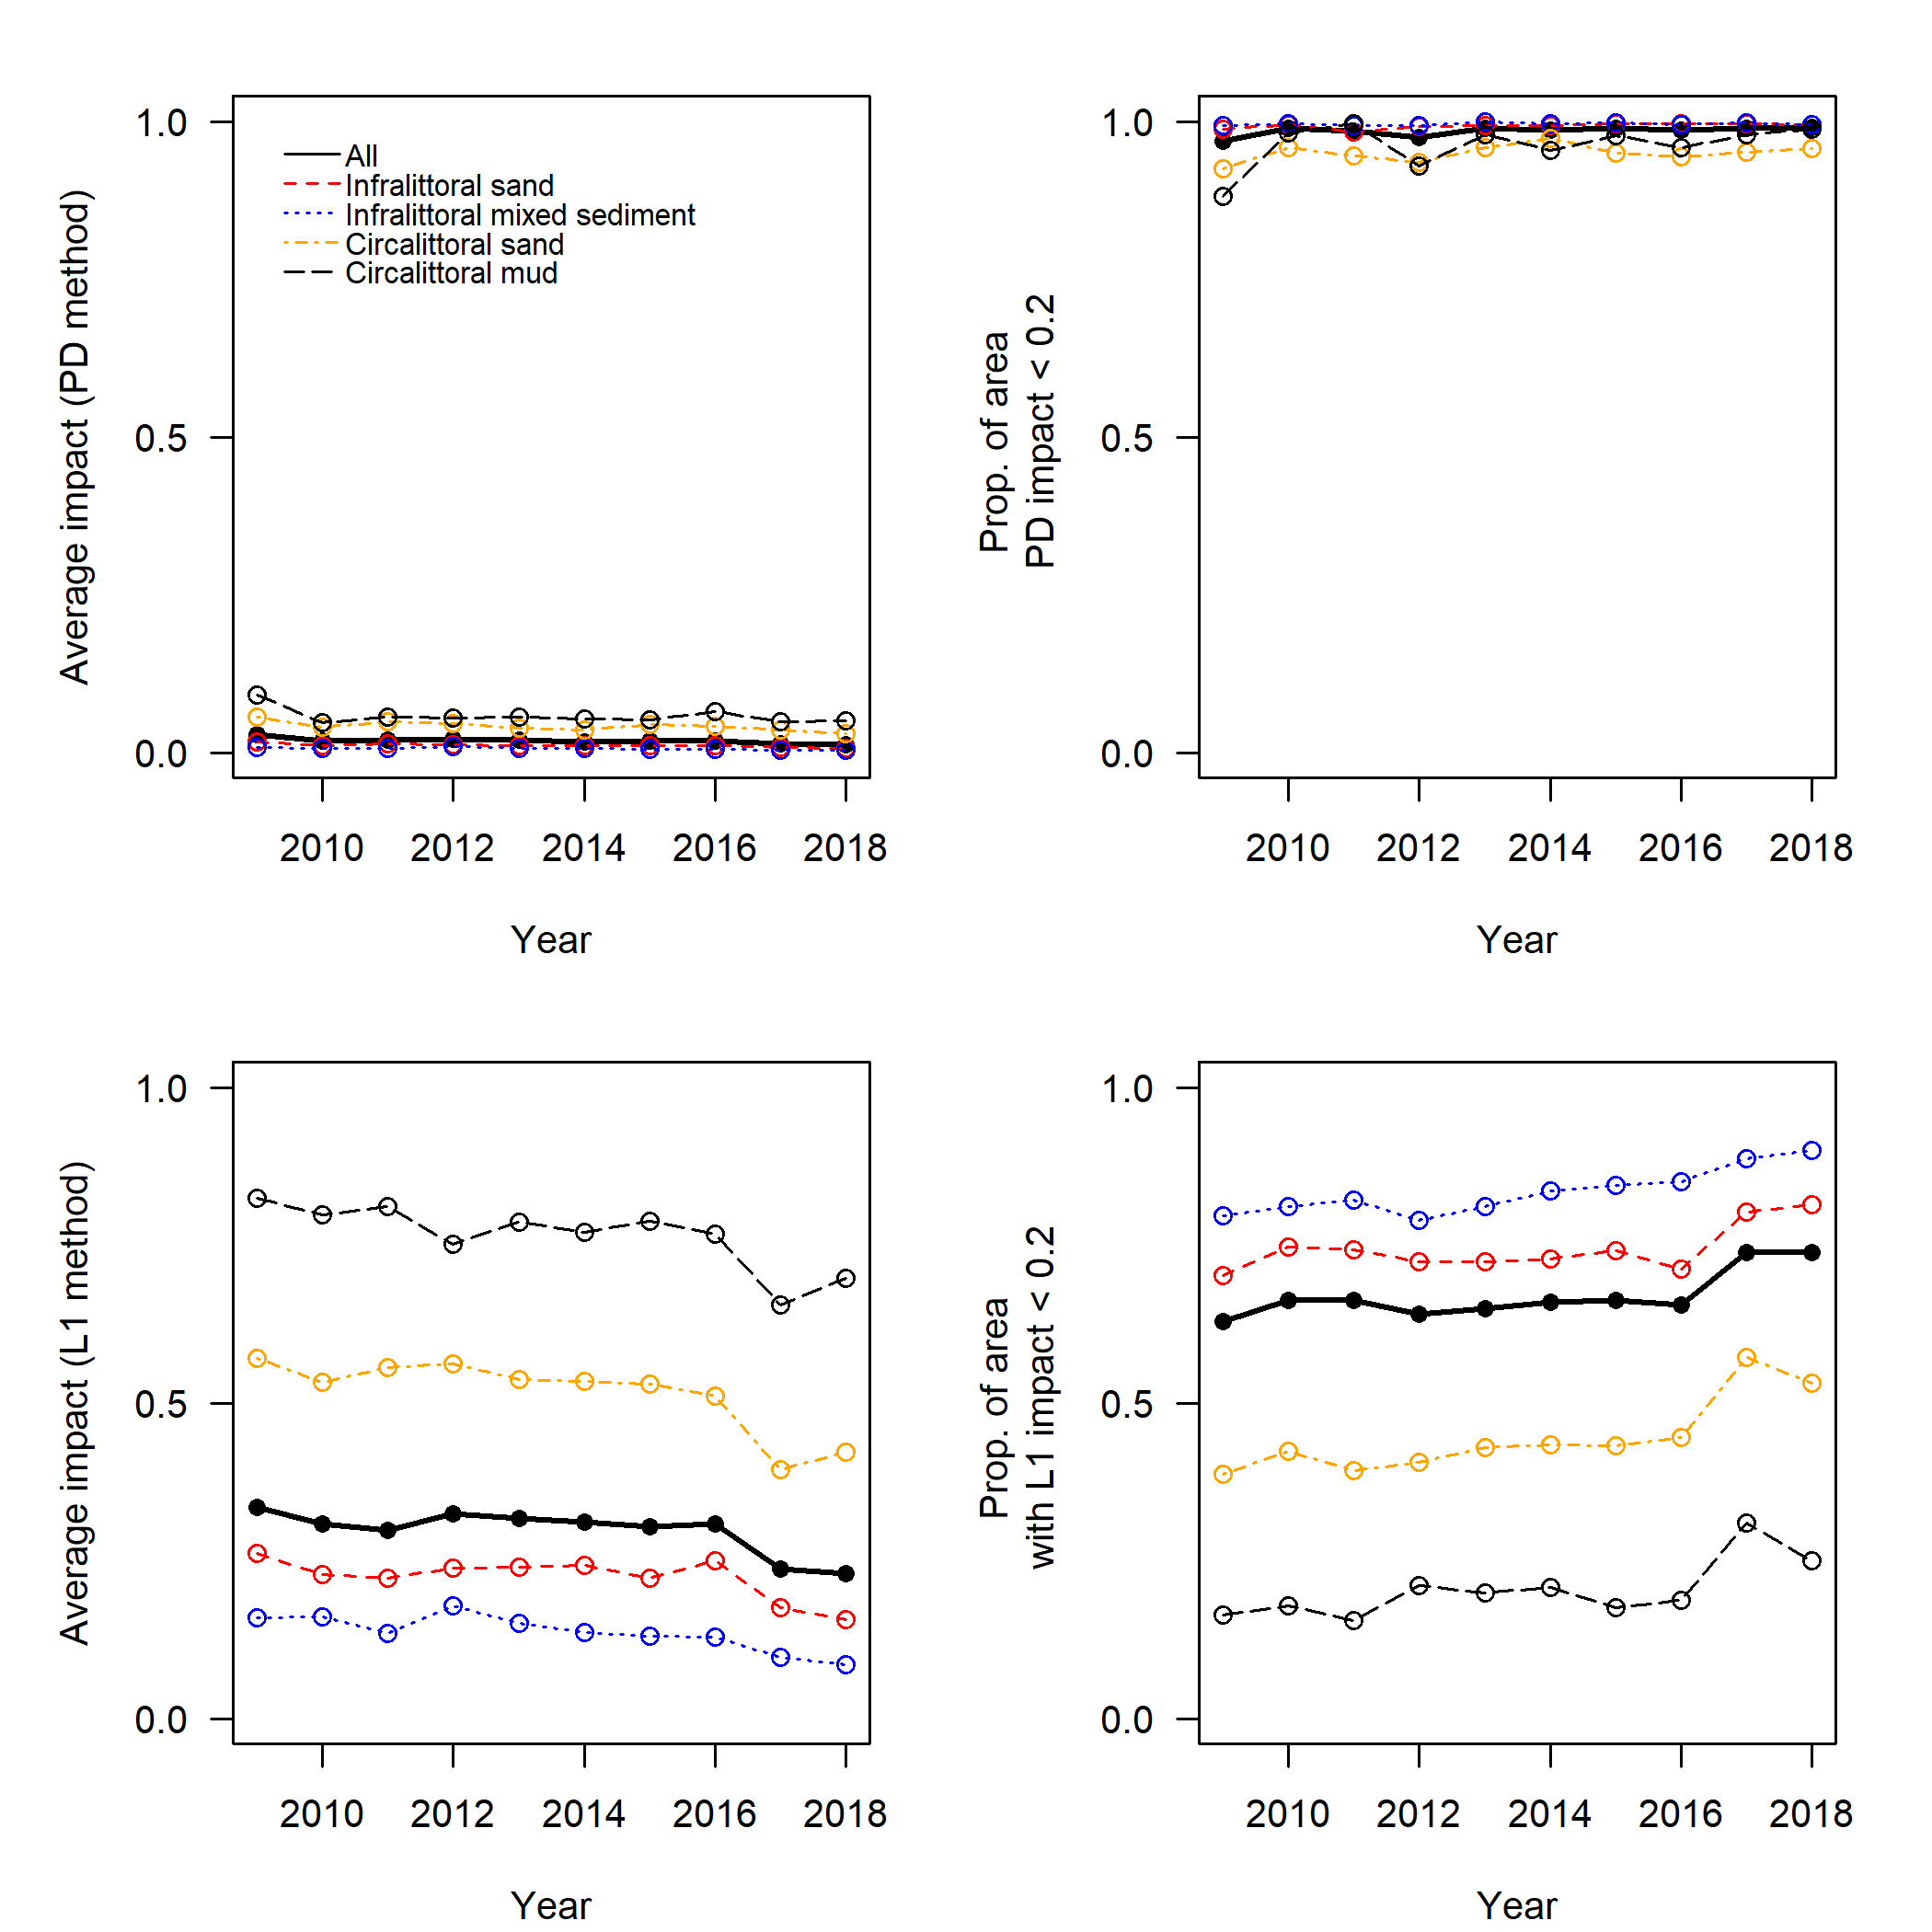 Average impact (PD method)
1.0
0.5
0.0
All
Infralittoral sand
Infralittoral mixed sediment
Circalittoral sand
Circalittoral mud
2010 2012 2014 2016 2018
Year
Prop. of area
PD impact < 0.2
1.0
0.5
0.0
2010 2012 2014 2016 2018
Year
Average impact (L1 method)
1.0
0.5
0.0
2010 2012 2014 2016 2018
Year
Prop. of area
with L1 impact < 0.2
1.0
0.5
0.0
2010 2012 2014 2016 2018
Year